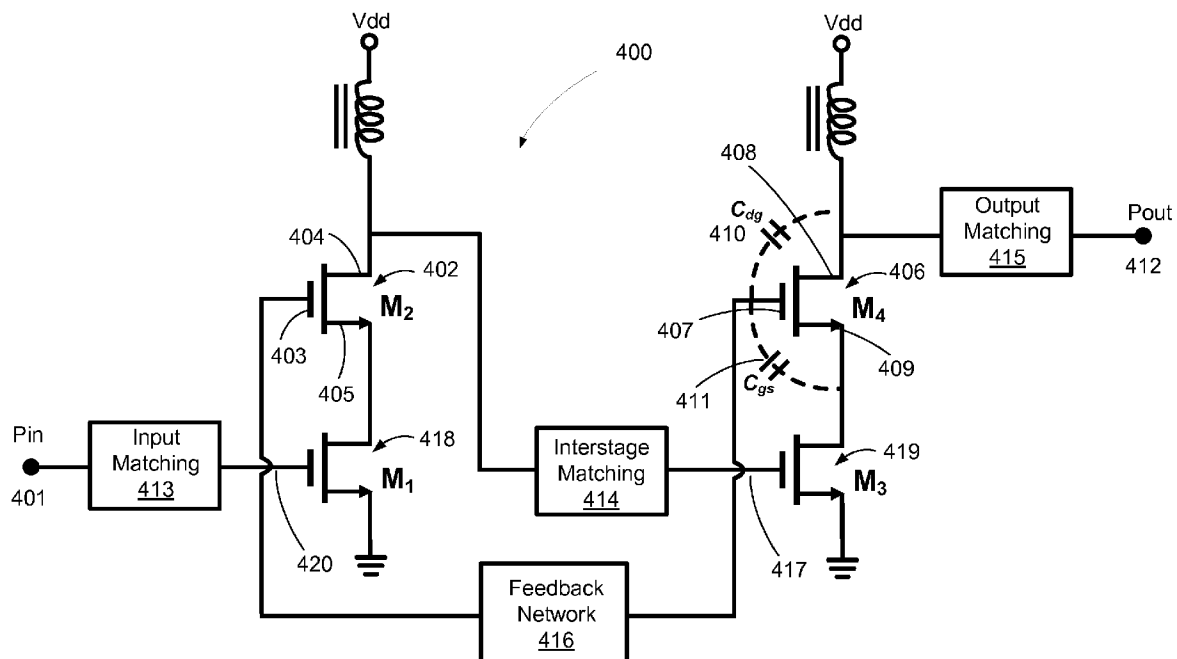 Vdd
Vdd
400
408
C_dg
410
404
402
406
Output
Matching
415
Pout
412
M₂
M₄
403
407
409
405
411
C_gs
Pin
401
Input
Matching
413
418
M₁
Interstage
Matching
414
419
M₃
420
417
Feedback
Network
416